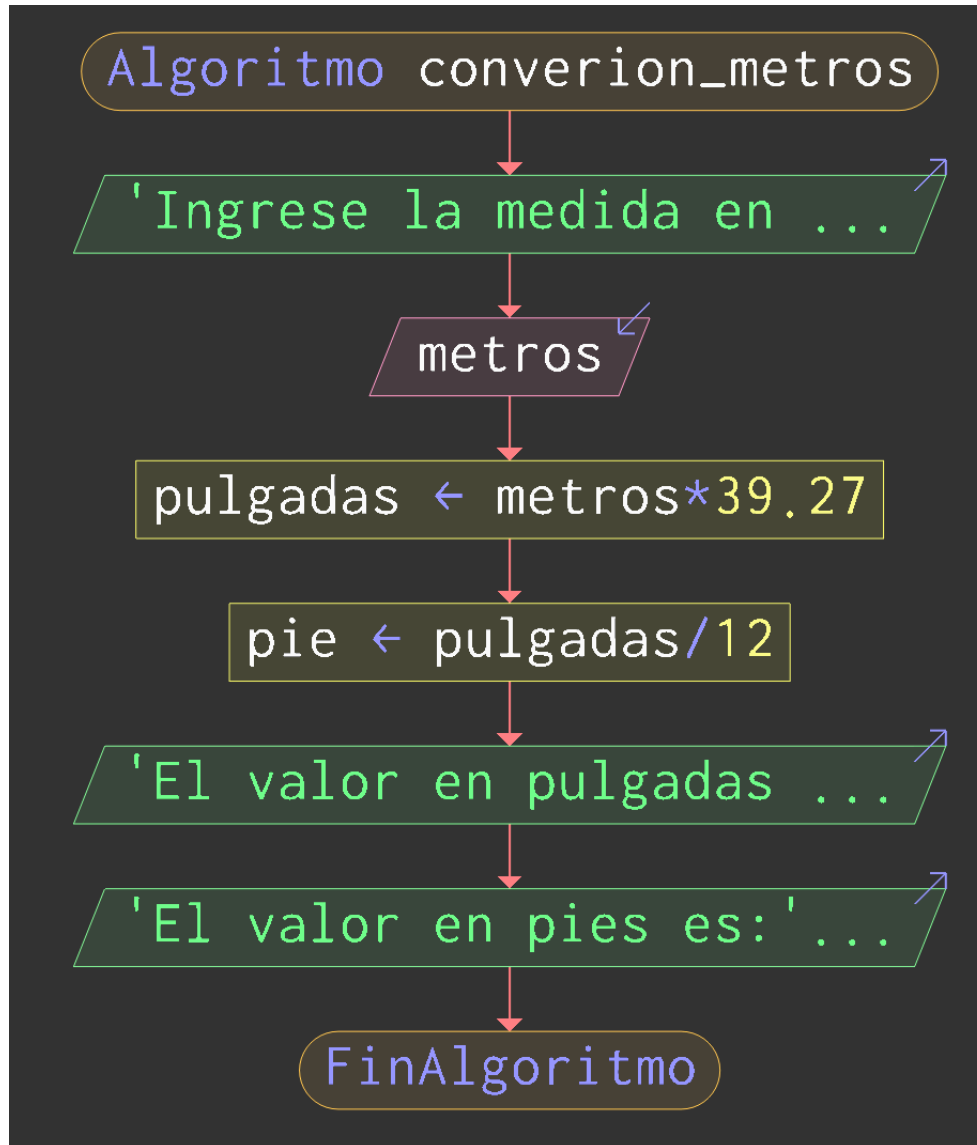 Algoritmo converion_metros
'Ingrese la medida en ...
metros
pulgadas ← metros*39.27
pie ← pulgadas/12
'El valor en pulgadas ...
'El valor en pies es:'...
FinAlgoritmo